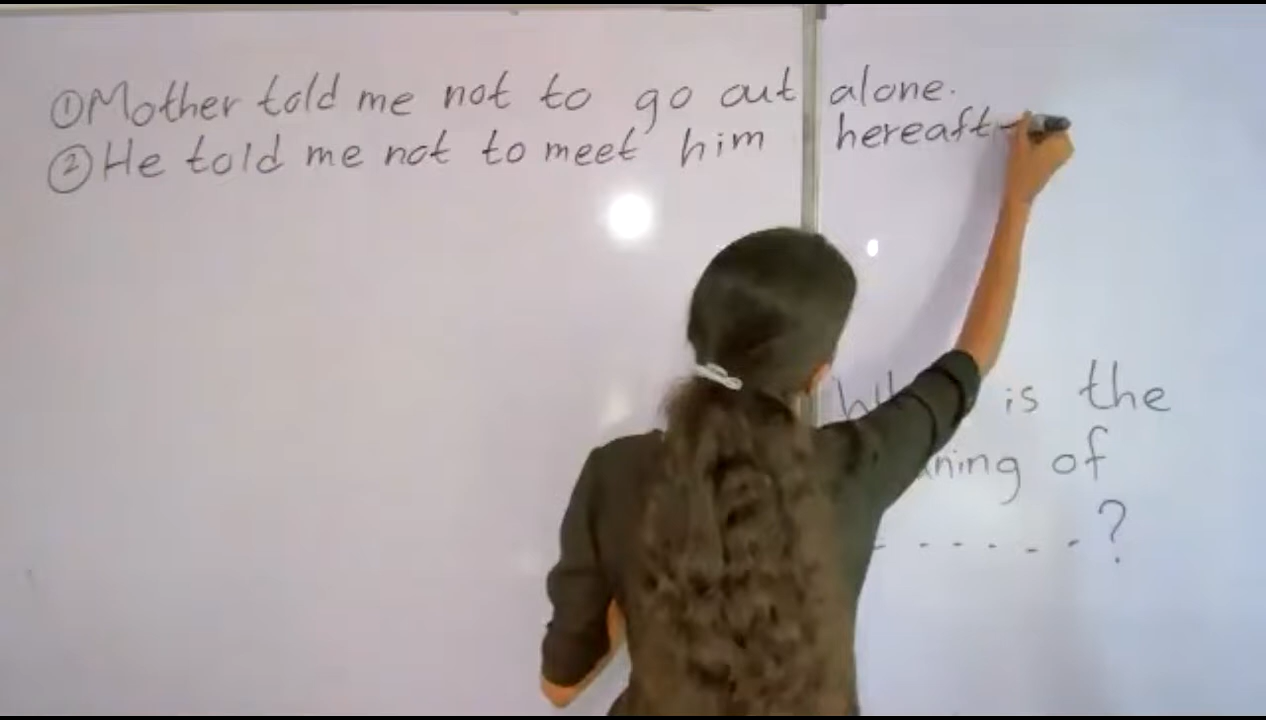 ①Mother told me not to go out alone.
②He told me not to meet him hereaft
is the
of
- - - - - - ?